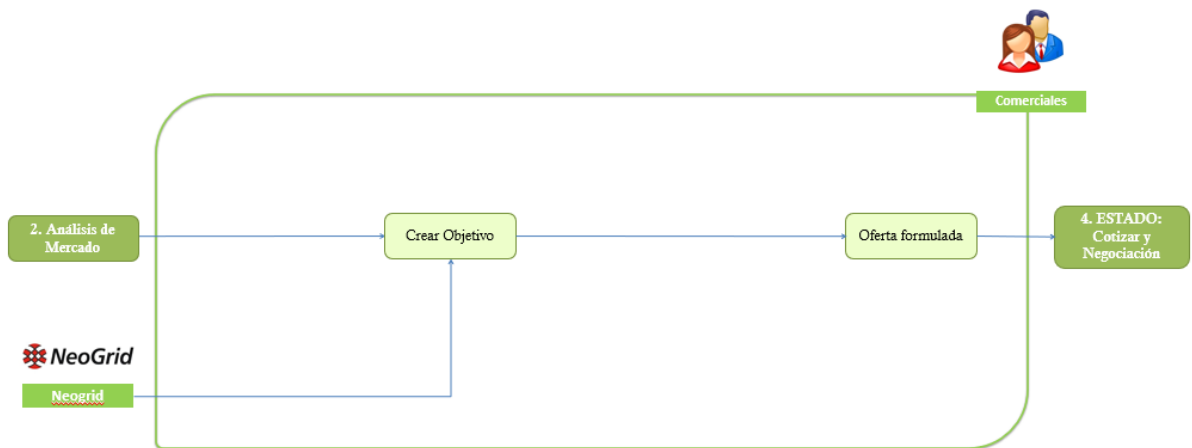 Comerciales
2. Análisis de
Mercado
Crear Objetivo
Oferta formulada
4. ESTADO:
Cotizar y
Negociación
NeoGrid
Neogrid